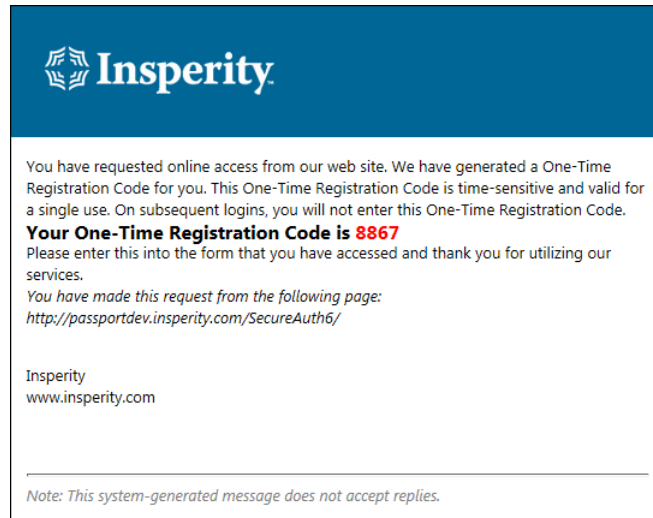 Insperity
You have requested online access from our web site. We have generated a One-Time
Registration Code for you. This One-Time Registration Code is time-sensitive and valid for
a single use. On subsequent logins, you will not enter this One-Time Registration Code.
Your One-Time Registration Code is 8867
Please enter this into the form that you have accessed and thank you for utilizing our
services.
You have made this request from the following page:
http://passportdev.insperity.com/SecureAuth6/
Insperity
www.insperity.com
Note: This system-generated message does not accept replies.